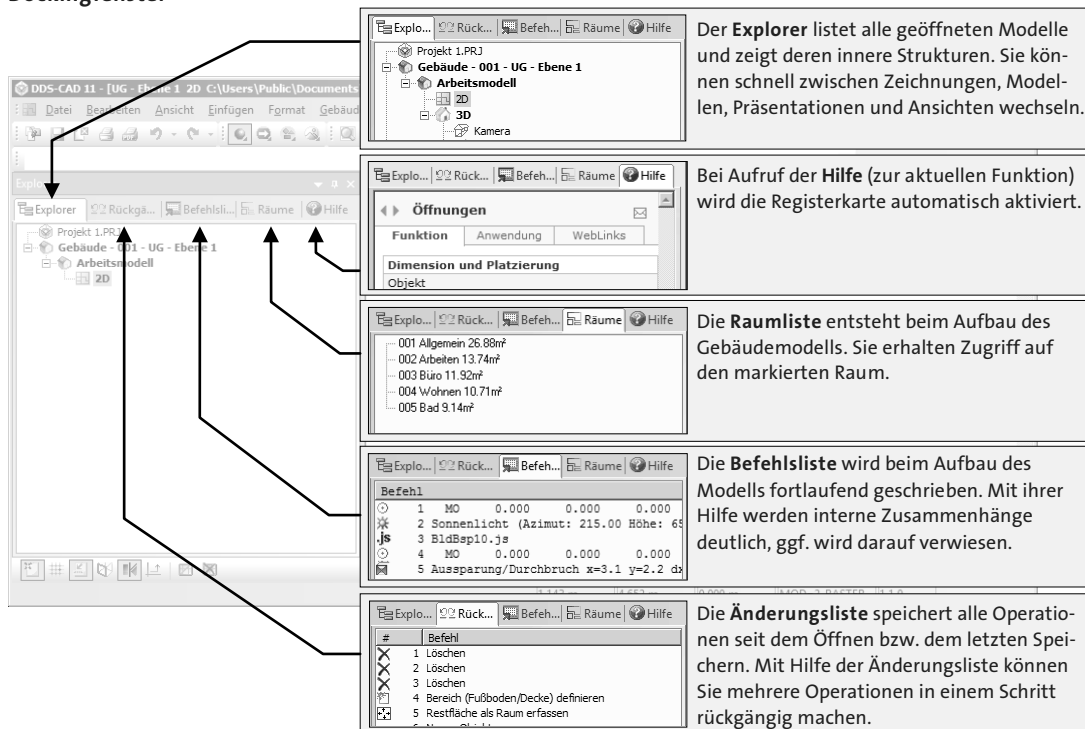 Dockingfenster
Explo... Rück... Befeh... Räume Hilfe
Projekt 1.PRJ
Gebäude - 001 - UG - Ebene 1
Arbeitsmodell
2D
3D
Kamera
Der Explorer listet alle geöffneten Modelle
und zeigt deren innere Strukturen. Sie kön-
nen schnell zwischen Zeichnungen, Model-
len, Präsentationen und Ansichten wechseln.
DDS-CAD 11 - [UG - Ebene 1 2D C:\Users\Public\Documents
Datei Bearbeiten Ansicht Einfügen Format Gebäud
Explorer Rückgä... Befehlsli... Räume Hilfe
Projekt 1.PRJ
Gebäude - 001 - UG - Ebene 1
Arbeitsmodell
2D
Explo... Rück... Befeh... Räume Hilfe
Öffnungen
Funktion Anwendung WebLinks
Dimension und Platzierung
Objekt
Bei Aufruf der Hilfe (zur aktuellen Funktion)
wird die Registerkarte automatisch aktiviert.
Explo... Rück... Befeh... Räume Hilfe
001 Allgemein 26.88m²
002 Arbeiten 13.74m²
003 Büro 11.92m²
004 Wohnen 10.71m²
005 Bad 9.14m²
Die Raumliste entsteht beim Aufbau des
Gebäudemodells. Sie erhalten Zugriff auf
den markierten Raum.
Explo... Rück... Befeh... Räume Hilfe
Befehl
1 MO 0.000 0.000 0.000
2 Sonnenlicht (Azimut: 215.00 Höhe: 65
.js 3 BldBsp10.js
4 MO 0.000 0.000 0.000
5 Aussparung/Durchbruch x=3.1 y=2.2 dx
Die Befehlsliste wird beim Aufbau des
Modells fortlaufend geschrieben. Mit ihrer
Hilfe werden interne Zusammenhänge
deutlich, ggf. wird darauf verwiesen.
Explo... Rück... Befeh... Räume Hilfe
# Befehl
1 Löschen
2 Löschen
3 Löschen
4 Bereich (Fußboden/Decke) definieren
5 Restfläche als Raum erfassen
Die Änderungsliste speichert alle Operatio-
nen seit dem Öffnen bzw. dem letzten Spei-
chern. Mit Hilfe der Änderungsliste können
Sie mehrere Operationen in einem Schritt
rückgängig machen.